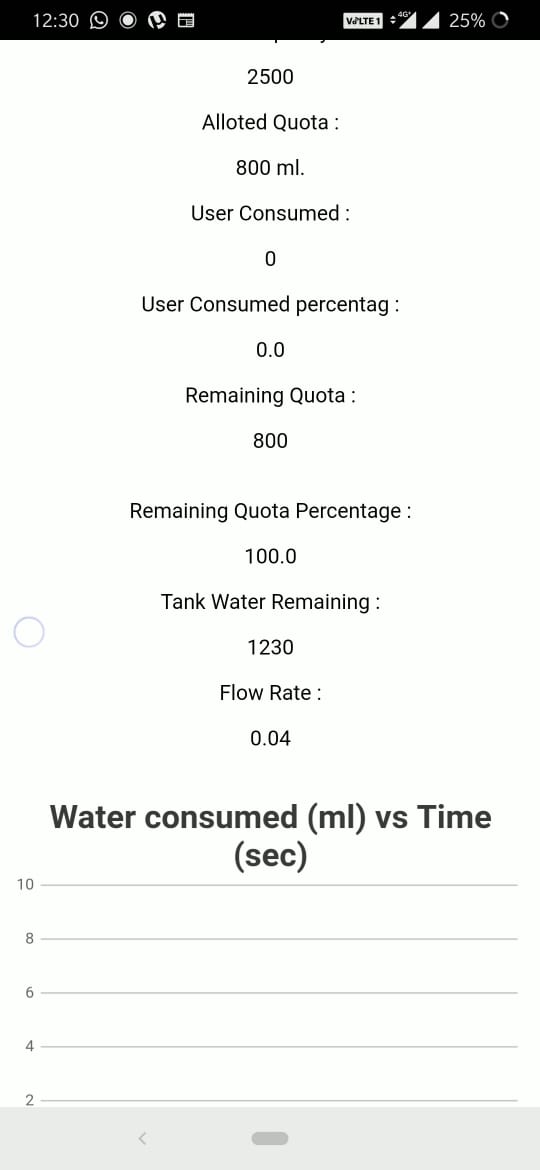 12:30
VoLTE 1
4G+
25%
2500
Alloted Quota :
800 ml.
User Consumed :
0
User Consumed percentag :
0.0
Remaining Quota :
800
Remaining Quota Percentage :
100.0
Tank Water Remaining :
1230
Flow Rate :
0.04
Water consumed (ml) vs Time
(sec)
10
8
6
4
2